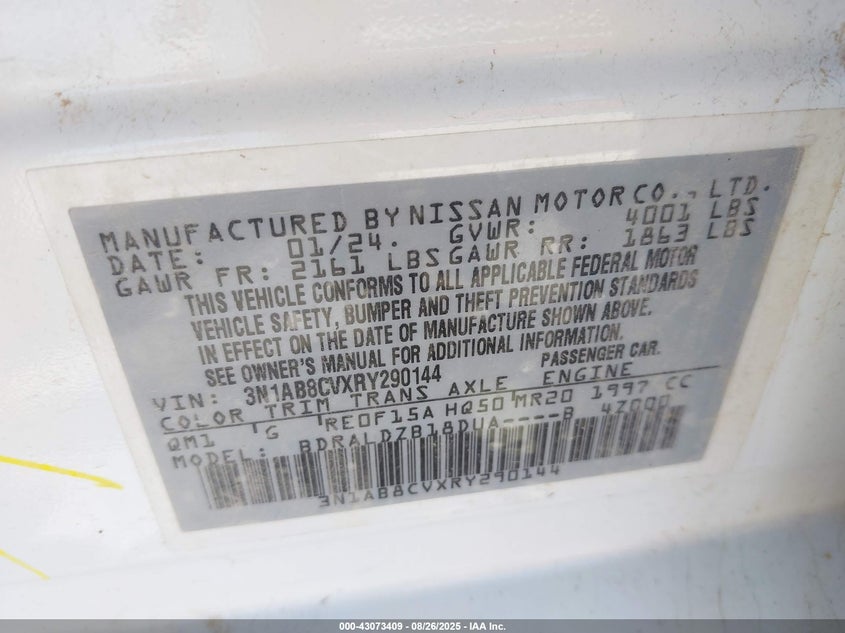 MANUFACTURED BY NISSAN MOTOR CO., LTD.
DATE: 01/24. GVWR: 4001 LBS
GAWR FR: 2161 LBS GAWR RR: 1863 LBS
THIS VEHICLE CONFORMS TO ALL APPLICABLE FEDERAL MOTOR
VEHICLE SAFETY, BUMPER AND THEFT PREVENTION STANDARDS
IN EFFECT ON THE DATE OF MANUFACTURE SHOWN ABOVE.
SEE OWNER'S MANUAL FOR ADDITIONAL INFORMATION.
VIN: 3N1AB8CVXRY290144 PASSENGER CAR.
COLOR TRIM TRANS AXLE ENGINE
QM1 G RE0F15A HQ50 MR20 1997 CC
MODEL: BDRALDZB18DUA----B 4Z000
3N1AB8CVXRY290144
000-43073409 - 08/26/2025 - IAA Inc.